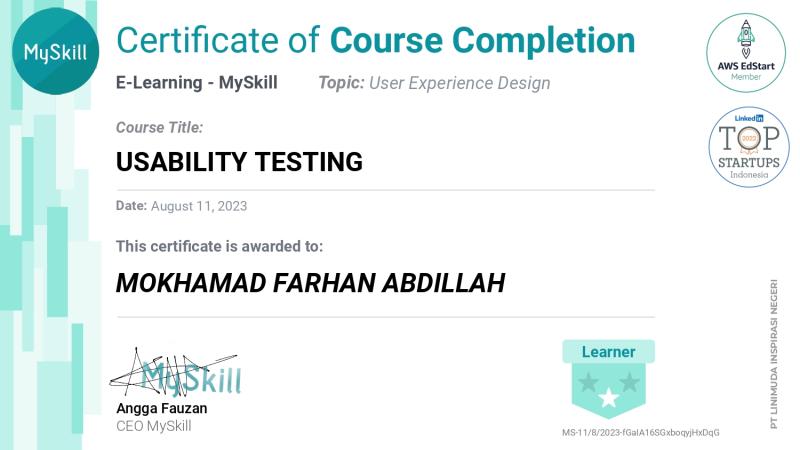 MySkill
Certificate of Course Completion
E-Learning - MySkill
Topic: User Experience Design
Course Title:
USABILITY TESTING
Date: August 11, 2023
This certificate is awarded to:
MOKHAMAD FARHAN ABDILLAH
MySkill
Angga Fauzan
CEO MySkill
Learner
MS-11/8/2023-fGaIA16SGxboqyjHxDqG
AWS EdStart
Member
Linked in
TOP
2023
STARTUPS
Indonesia
PT LINIMUDA INSPIRASI NEGERI